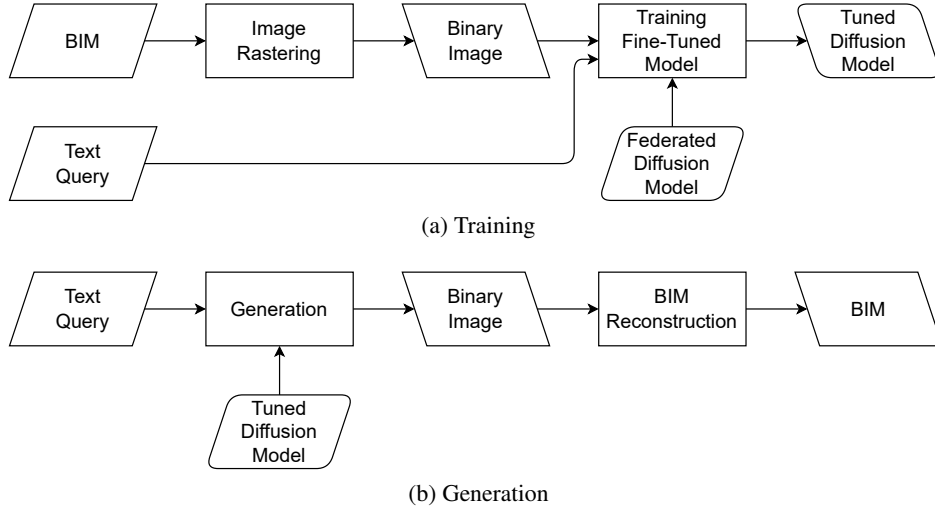 BIM
Image
Rastering
Binary
Image
Training
Fine-Tuned
Model
Tuned
Diffusion
Model
Text
Query
Federated
Diffusion
Model
(a) Training
Text
Query
Generation
Binary
Image
BIM
Reconstruction
BIM
Tuned
Diffusion
Model
(b) Generation